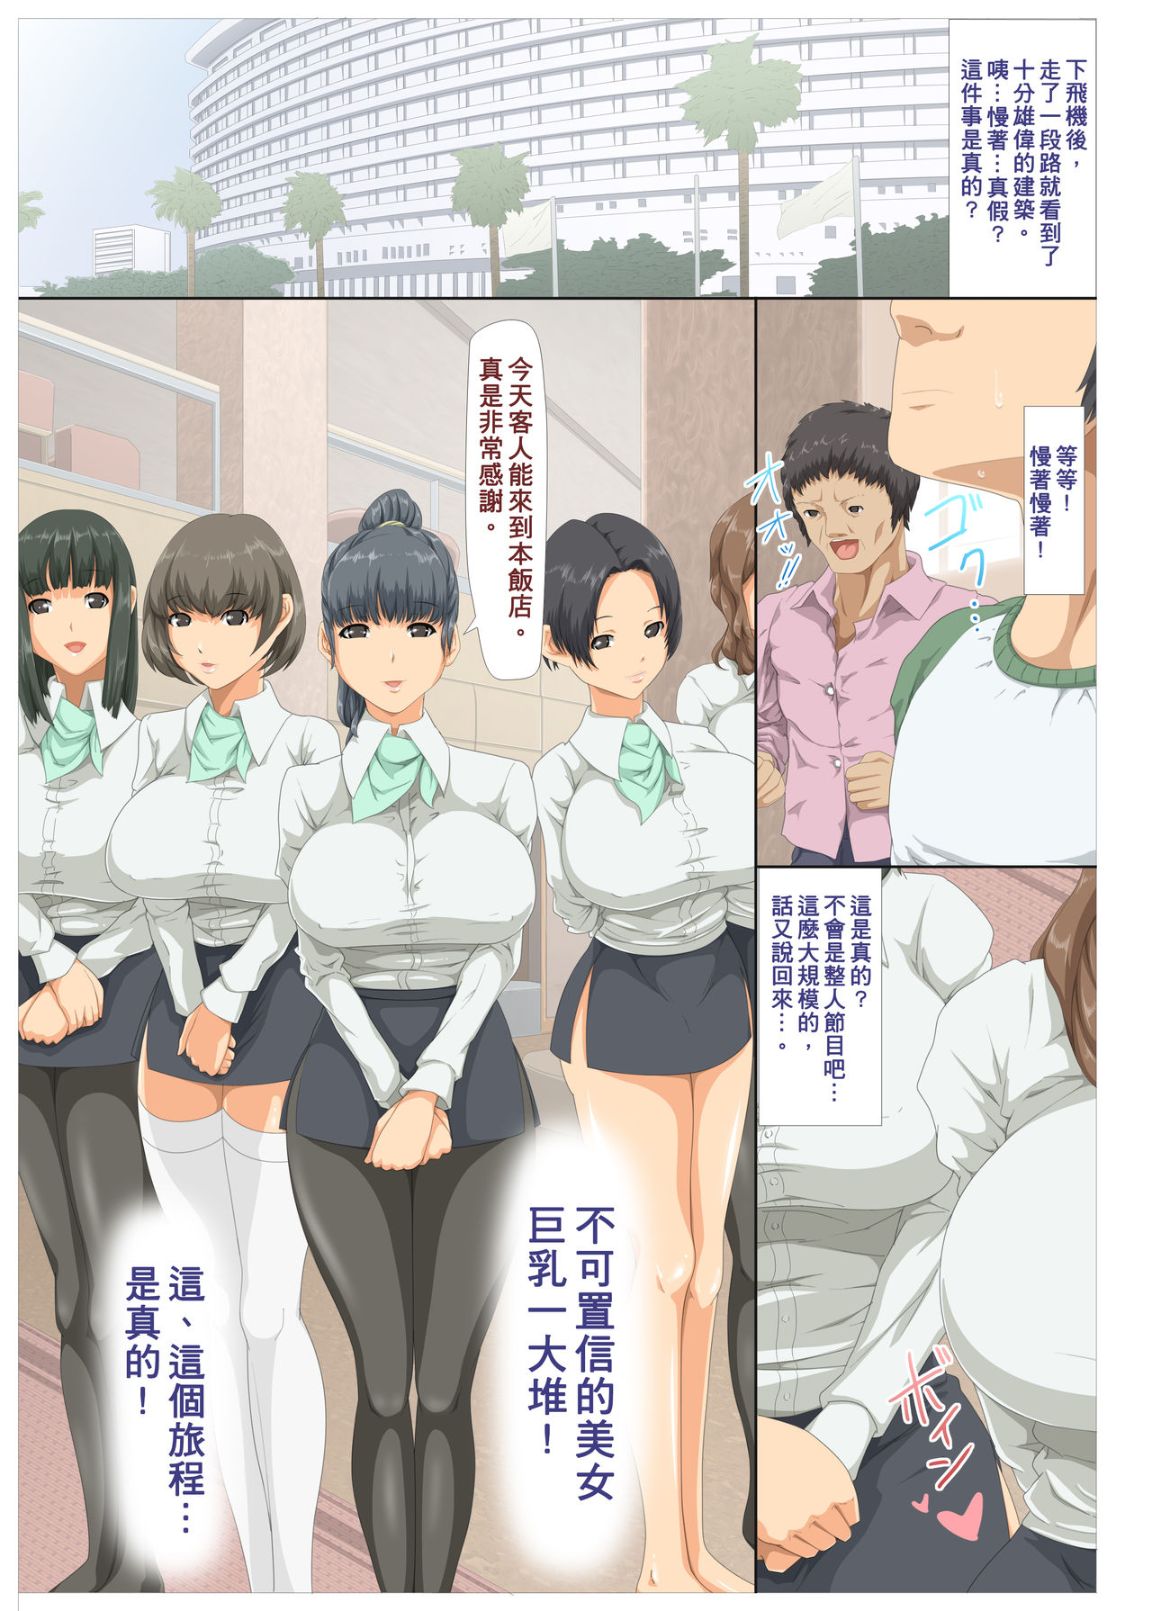 下飛機後，
走了一段路就看到了
十分雄偉的建築。
咦…慢著…真假？
這件事是真的？
等等！
慢著慢著！
ゴクッ…
オオッ!!
這是真的？
不會是整人節目吧…
這麼大規模的，
話又說回來…。
ボイン
今天客人能來到本飯店。
真是非常感謝。
不可置信的美女
巨乳一大堆！
這、這個旅程…
是真的！